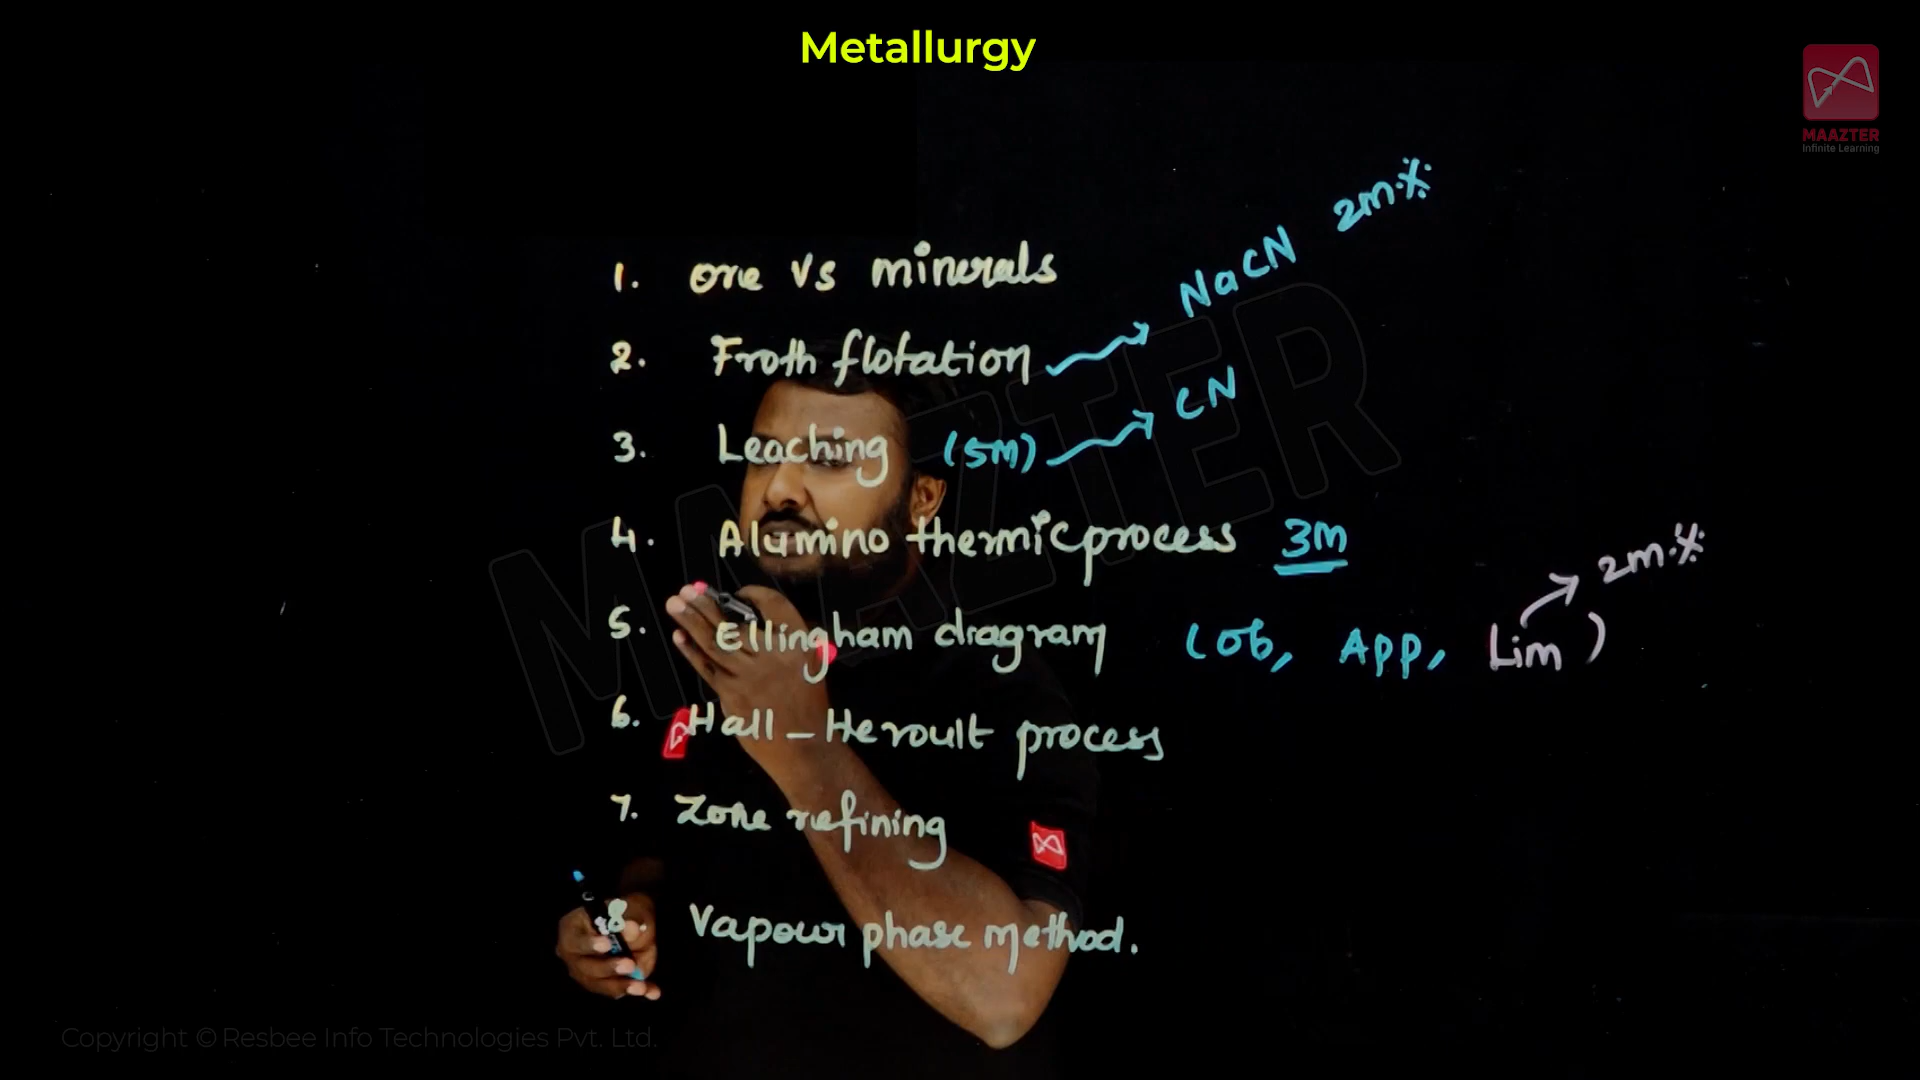 Metallurgy
MAAZTER
Infinite Learning
1. ore Vs minerals
2. Froth flotation → NaCN 2m.※
3. Leaching (5m) → CN
4. Alumino thermic process 3m
5. Ellingham diagram (Ob, App, Lim) → 2m.※
6. Hall - Heroult process
7. Zone refining
8. Vapour phase method.
MAAZTER
Copyright © Resbee Info Technologies Pvt. Ltd.